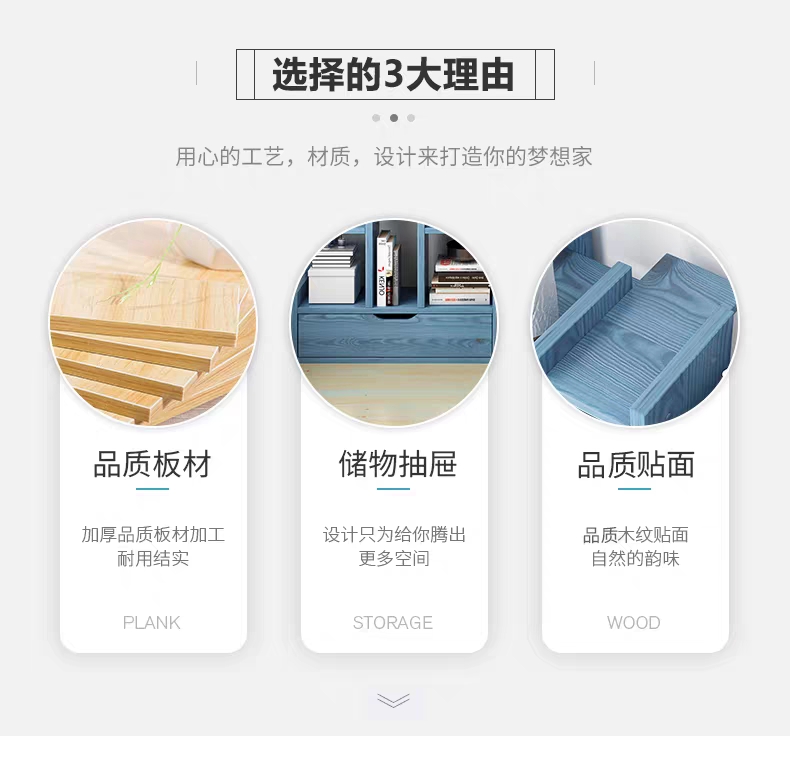 选择的3大理由
用心的工艺，材质，设计来打造你的梦想家
品质板材
加厚品质板材加工
耐用结实
PLANK
储物抽屉
设计只为给你腾出
更多空间
STORAGE
品质贴面
品质木纹贴面
自然的韵味
WOOD